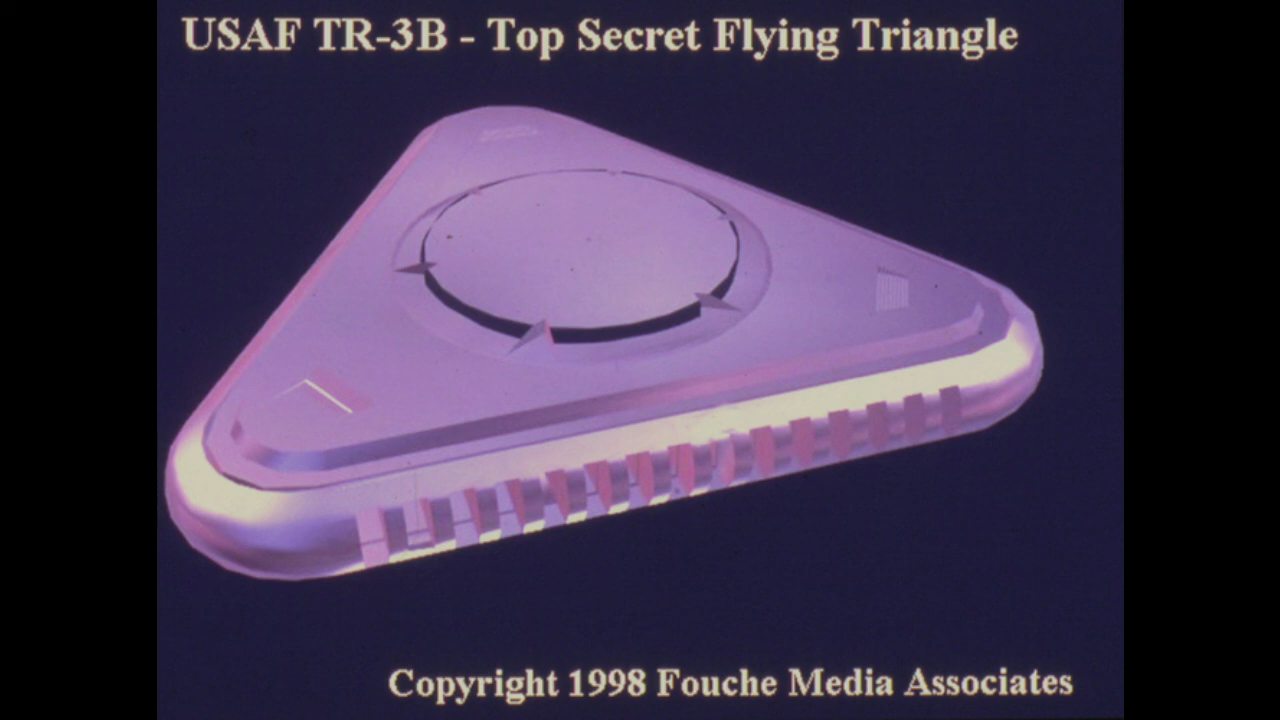 USAF TR-3B - Top Secret Flying Triangle
Copyright 1998 Fouche Media Associates